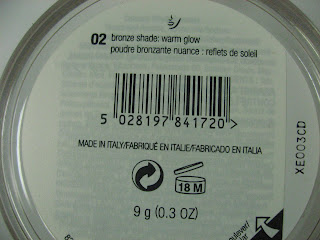 02 bronze shade: warm glow
poudre bronzante nuance : reflets de soleil
5 028197 841720 >
MADE IN ITALY/FABRIQUÉ EN ITALIE/FABRICADO EN ITALIA
18 M
9 g (0.3 OZ)
XE003CD